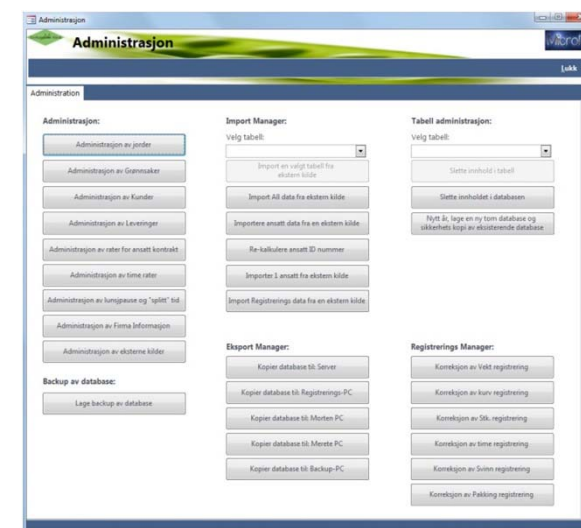 Administrasjon
Administrasjon
Lukk
Administration
Administrasjon:
Administrasjon av jorder
Administrasjon av Grønnsaker
Administrasjon av Kunder
Administrasjon av Leveringer
Administrasjon av rater for ansatt kontrakt
Administrasjon av time rater
Administrasjon av lunsjpause og "splitt" tid
Administrasjon av Firma Informasjon
Administrasjon av eksterne kilder
Backup av database:
Lage backup av database
Import Manager:
Velg tabell:
Import en valgt tabell fra
ekstern kilde
Import All data fra ekstern kilde
Importere ansatt data fra en ekstern kilde
Re-kalkulere ansatt ID nummer
Importer 1 ansatt fra ekstern kilde
Import Registrerings data fra en ekstern kilde
Eksport Manager:
Kopier database til: Server
Kopier database til: Registrerings-PC
Kopier database til: Morten PC
Kopier database til: Merete PC
Kopier database til: Backup-PC
Tabell administrasjon:
Velg tabell:
Slette innhold i tabell
Slette innholdet i databasen
Nytt år, lage en ny tom database og
sikkerhets kopi av eksisterende database
Registrerings Manager:
Korreksjon av Vekt registrering
Korreksjon av kurv registrering
Korreksjon av Stk. registrering
Korreksjon av time registrering
Korreksjon av Svinn registrering
Korreksjon av Pakking registrering